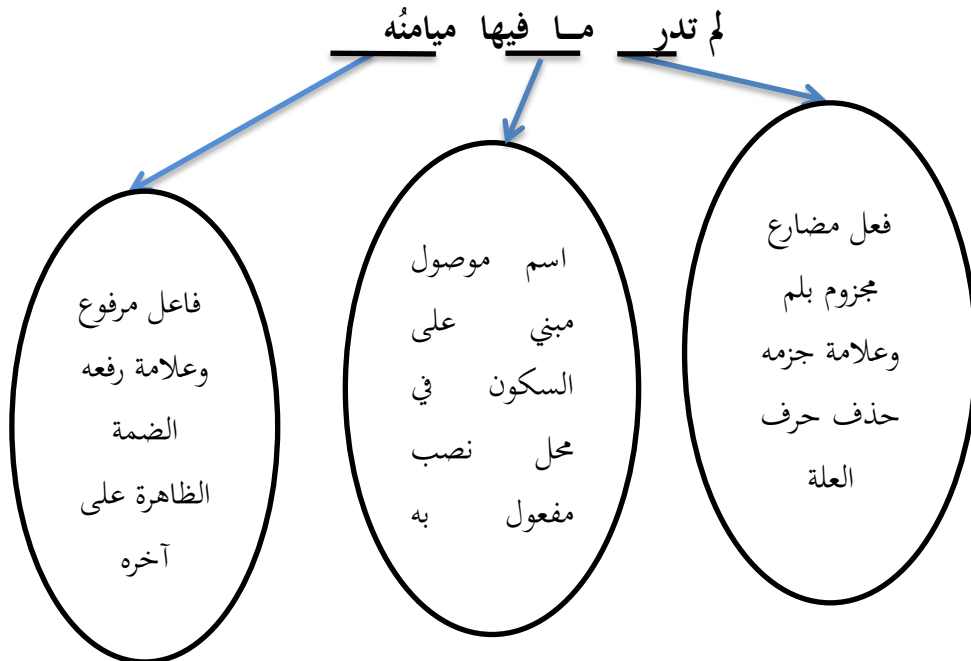 لم تدرِ مــا فيها ميامنُه
فعل مضارع
مجزوم بلم
وعلامة جزمه
حذف حرف
العلة
اسم موصول
مبني على
السكون في
محل نصب
مفعول به
فاعل مرفوع
وعلامة رفعه
الضمة
الظاهرة على
آخره